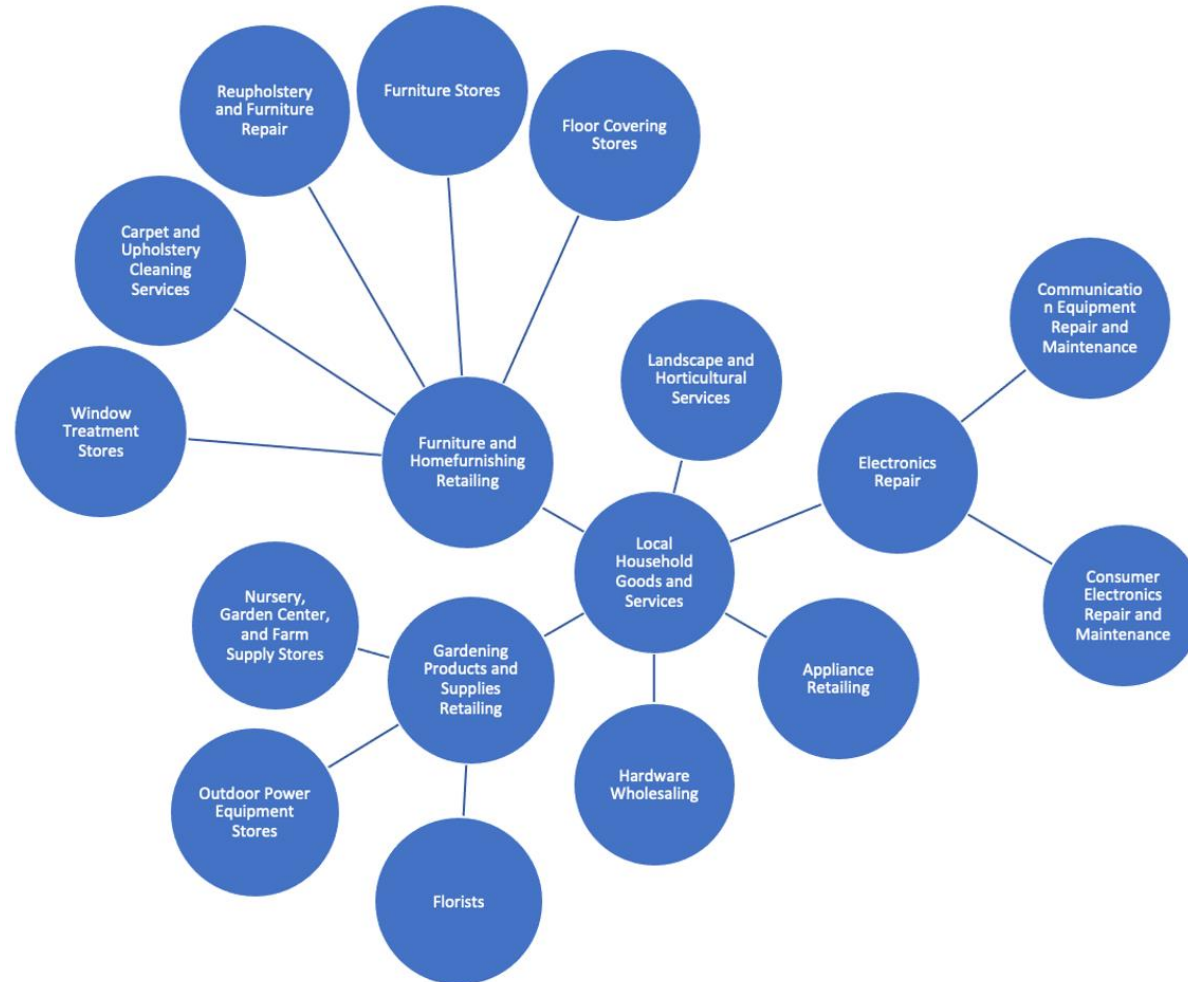 Reupholstery
and Furniture
Repair
Furniture Stores
Floor Covering
Stores
Carpet and
Upholstery
Cleaning
Services
Communicatio
n Equipment
Repair and
Maintenance
Landscape and
Horticultural
Services
Window
Treatment
Stores
Furniture and
Homefurnishing
Retailing
Electronics
Repair
Local
Household
Goods and
Services
Nursery,
Garden Center,
and Farm
Supply Stores
Consumer
Electronics
Repair and
Maintenance
Gardening
Products and
Supplies
Retailing
Appliance
Retailing
Hardware
Wholesaling
Outdoor Power
Equipment
Stores
Florists